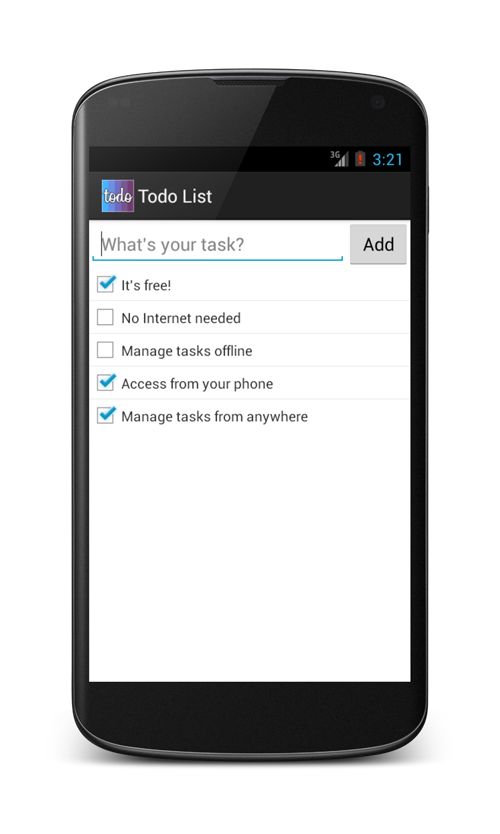 3G 3:21
todo Todo List
What's your task? Add
It's free!
No Internet needed
Manage tasks offline
Access from your phone
Manage tasks from anywhere